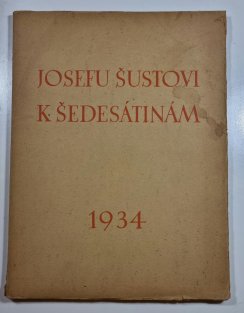 JOSEFU ŠUSTOVI
K ŠEDESÁTINÁM
1934